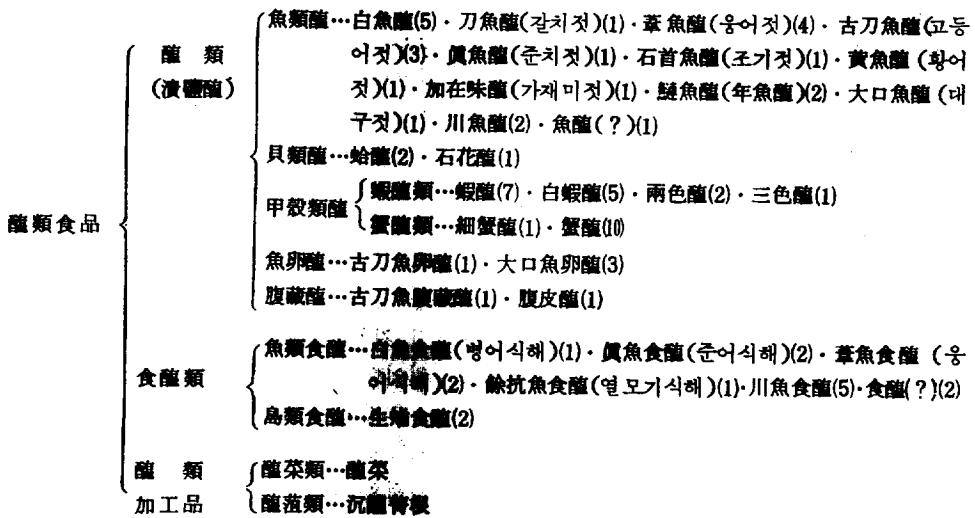 魚類醢…白魚醢(5)·刀魚醢(갈치젓)(1)·葦魚醢(웅어젓)(4)·古刀魚醢(고등
醢 類
어젓)(3)·眞魚醢(준치젓)(1)·石首魚醢(조기젓)(1)·黄魚醢(황어
(漬鹽醢)
젓)(1)·加在味醢(가재미젓)(1)·鰱魚醢(年魚醢)(2)·大口魚醢(대
구젓)(1)·川魚醢(2)·魚醢(?)(1)
貝類醢…蛤醢(2)·石花醢(1)
甲殼類醢
蝦醢類…蝦醢(7)·白蝦醢(5)·兩色醢(2)·三色醢(1)
蟹醢類…細蟹醢(1)·蟹醢(10)
醢類食品
魚卵醢…古刀魚卵醢(1)·大口魚卵醢(3)
腹藏醢…古刀魚腹藏醢(1)·腹皮醢(1)
食醢類
魚類食醢…白魚食醢(병어식해)(1)·眞魚食醢(준어식해)(2)·葦魚食醢(웅
어식해)(2)·餘抗魚食醢(열모기식해)(1)·川魚食醢(5)·食醢(?)(2)
鳥類食醢…生雉食醢(2)
醢 類
加工品
醢菜類…醢菜
醢菹類…沉醢菁根